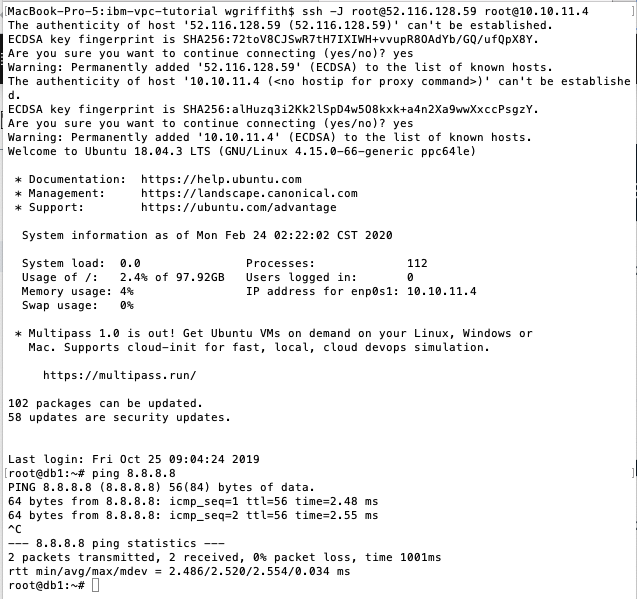 MacBook-Pro-5:ibm-vpc-tutorial wgriffith$ ssh -J root@52.116.128.59 root@10.10.11.4
The authenticity of host '52.116.128.59 (52.116.128.59)' can't be established.
ECDSA key fingerprint is SHA256:72toV8CJSwR7tH7IXIWH+vvupR8OAdYb/GQ/ufQpX8Y.
Are you sure you want to continue connecting (yes/no)? yes
Warning: Permanently added '52.116.128.59' (ECDSA) to the list of known hosts.
The authenticity of host '10.10.11.4 (<no hostip for proxy command>)' can't be establishe
d.
ECDSA key fingerprint is SHA256:alHuzq3i2Kk2lSpD4w5O8kxk+a4n2Xa9wwXxccPsgzY.
Are you sure you want to continue connecting (yes/no)? yes
Warning: Permanently added '10.10.11.4' (ECDSA) to the list of known hosts.
Welcome to Ubuntu 18.04.3 LTS (GNU/Linux 4.15.0-66-generic ppc64le)

 * Documentation:  https://help.ubuntu.com
 * Management:     https://landscape.canonical.com
 * Support:        https://ubuntu.com/advantage

  System information as of Mon Feb 24 02:22:02 CST 2020

  System load:  0.0               Processes:             112
  Usage of /:   2.4% of 97.92GB   Users logged in:       0
  Memory usage: 4%                IP address for enp0s1: 10.10.11.4
  Swap usage:   0%

 * Multipass 1.0 is out! Get Ubuntu VMs on demand on your Linux, Windows or
   Mac. Supports cloud-init for fast, local, cloud devops simulation.

     https://multipass.run/

102 packages can be updated.
58 updates are security updates.


Last login: Fri Oct 25 09:04:24 2019
[root@db1:~# ping 8.8.8.8
PING 8.8.8.8 (8.8.8.8) 56(84) bytes of data.
64 bytes from 8.8.8.8: icmp_seq=1 ttl=56 time=2.48 ms
64 bytes from 8.8.8.8: icmp_seq=2 ttl=56 time=2.55 ms
^C
--- 8.8.8.8 ping statistics ---
2 packets transmitted, 2 received, 0% packet loss, time 1001ms
rtt min/avg/max/mdev = 2.486/2.520/2.554/0.034 ms
root@db1:~#